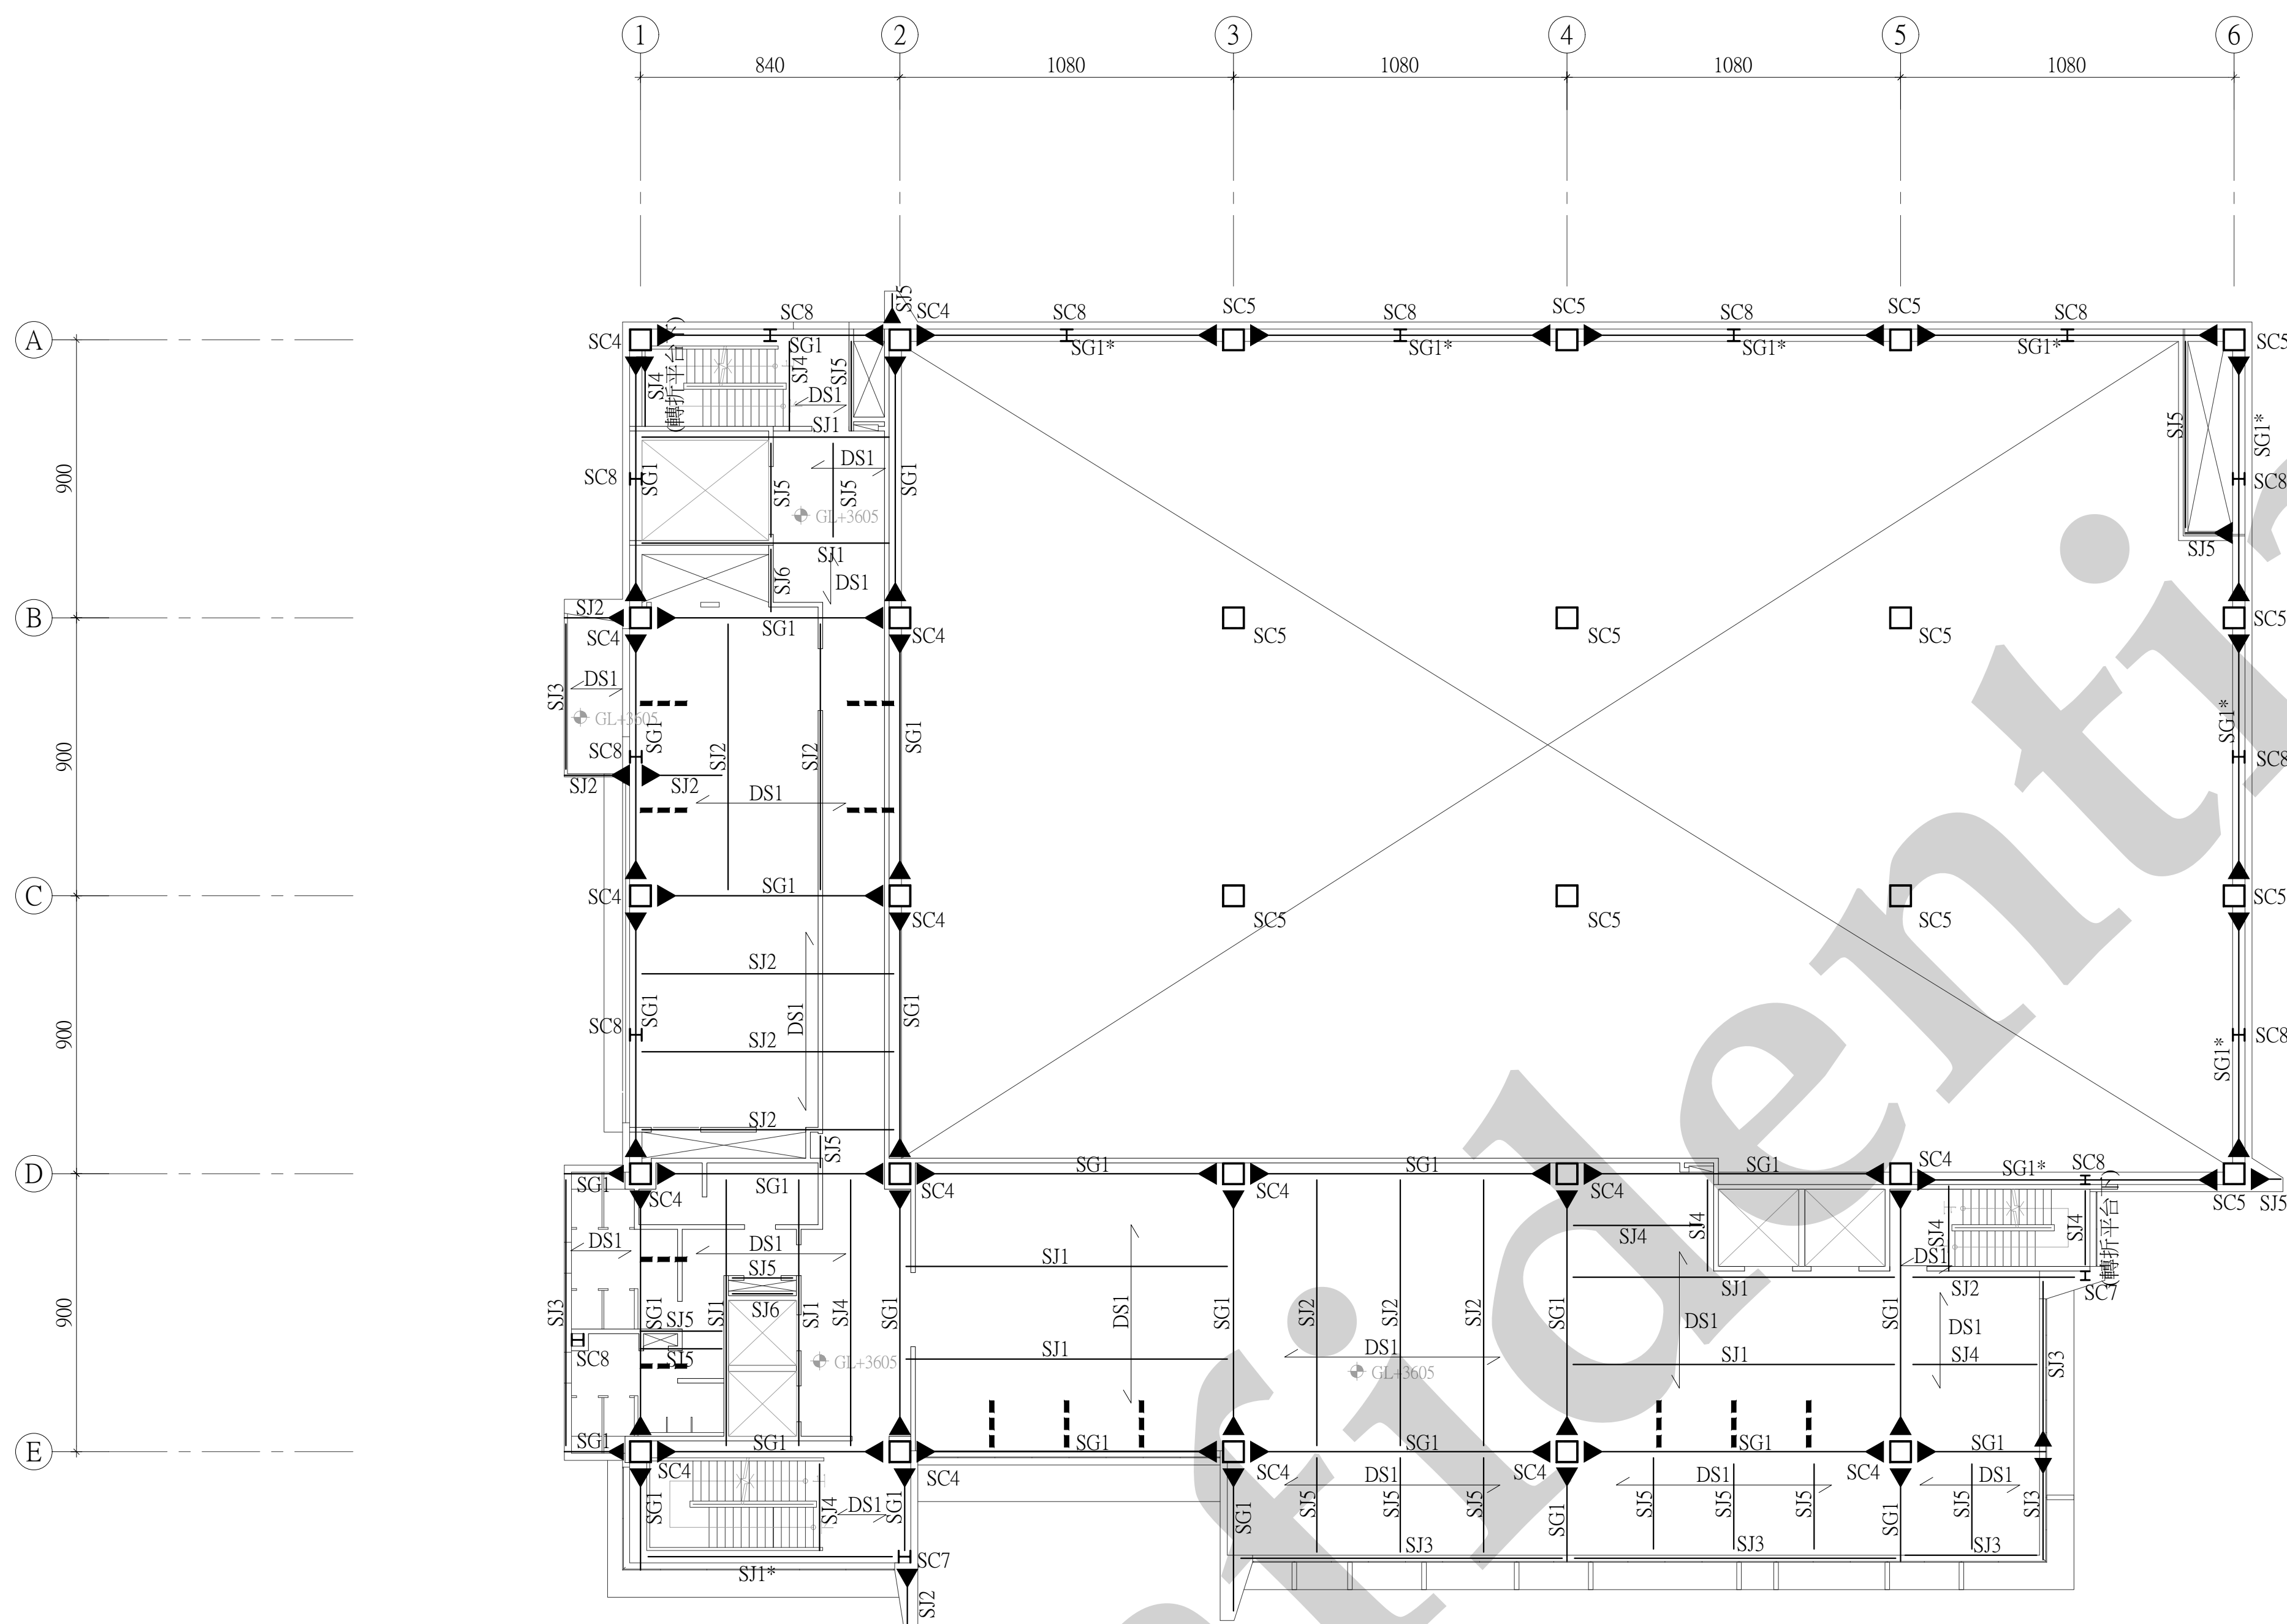 1 2 3 4 5 6
840 1080 1080 1080 1080
SJ5
SC8 SC4 SC8 SC5 SC8 SC5 SC8 SC5 SC8
A SC4 SG1 SG1* SG1* SG1* SG1* SC5
SJ4 (轉折平台下) SJ4 SJ5
DS1
SJ1
SJ5 SG1*
900 SC8 SG1 SJ5 SJ5 DS1 SG1 SC8
GL+3605
SJ1 SJ5
SJ6 DS1
SJ2
B SC4 SG1 SC4 SC5 SC5 SC5 SC5
DS1
SJ3 GL+3605
SG1 SJ2 SJ2 SG1 SG1*
900 SC8 SC8
SJ2 SJ2
DS1
C SC4 SG1 SC4 SC5 SC5 SC5 SC5
SJ2
SG1 DS1 SG1
900 SC8 SJ2 SG1* SC8
SJ2
SJ5
D SG1 SC4 SG1 SC4 SG1 SG1 SC4 SG1 SC4 SG1* SC8
SC5 SJ5
DS1 DS1 SJ4 SJ4 SJ4 SJ4 (轉折平台下)
SJ5 SJ1 DS1
SJ6 SJ1 SJ2 SC7
900 SJ3 SG1 SJ1 SJ1 SJ4 SG1 DS1 SG1 SJ2 SJ2 SJ2 SG1 DS1 SG1 DS1
SJ5
SC8 SJ5 SJ1 DS1 SJ1 SJ4 SJ3
GL+3605 GL+3605
E SG1 SG1 SG1 SG1 SG1 SG1
SC4 SC4 SC4 SC4 SC4
SG1 SJ4 DS1 SG1 SG1 SJ5 DS1 SJ5 SJ5 SG1 SJ5 DS1 SJ5 SJ5 SG1 SJ5 DS1 SJ3
SJ3 SJ3 SJ3
SC7
SJ1*
SJ2